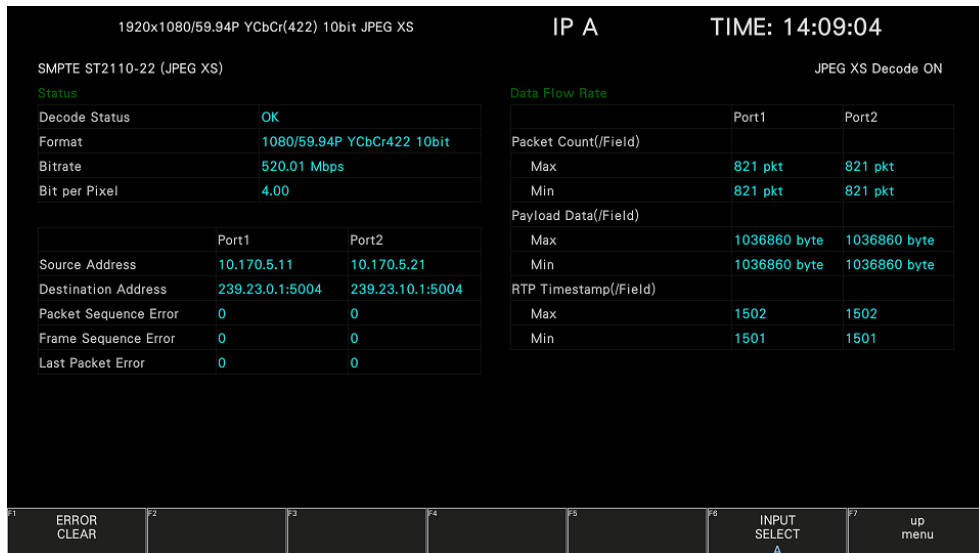 1920x1080/59.94P YCbCr(422) 10bit JPEG XS IP A TIME: 14:09:04
SMPTE ST2110-22 (JPEG XS) JPEG XS Decode ON
Status
Decode Status OK
Format 1080/59.94P YCbCr422 10bit
Bitrate 520.01 Mbps
Bit per Pixel 4.00
Port1 Port2
Source Address 10.170.5.11 10.170.5.21
Destination Address 239.23.0.1:5004 239.23.10.1:5004
Packet Sequence Error 0 0
Frame Sequence Error 0 0
Last Packet Error 0 0
Data Flow Rate
Port1 Port2
Packet Count(/Field)
Max 821 pkt 821 pkt
Min 821 pkt 821 pkt
Payload Data(/Field)
Max 1036860 byte 1036860 byte
Min 1036860 byte 1036860 byte
RTP Timestamp(/Field)
Max 1502 1502
Min 1501 1501
F1 ERROR
CLEAR
F2
F3
F4
F5
F6 INPUT
SELECT
A
F7 up
menu